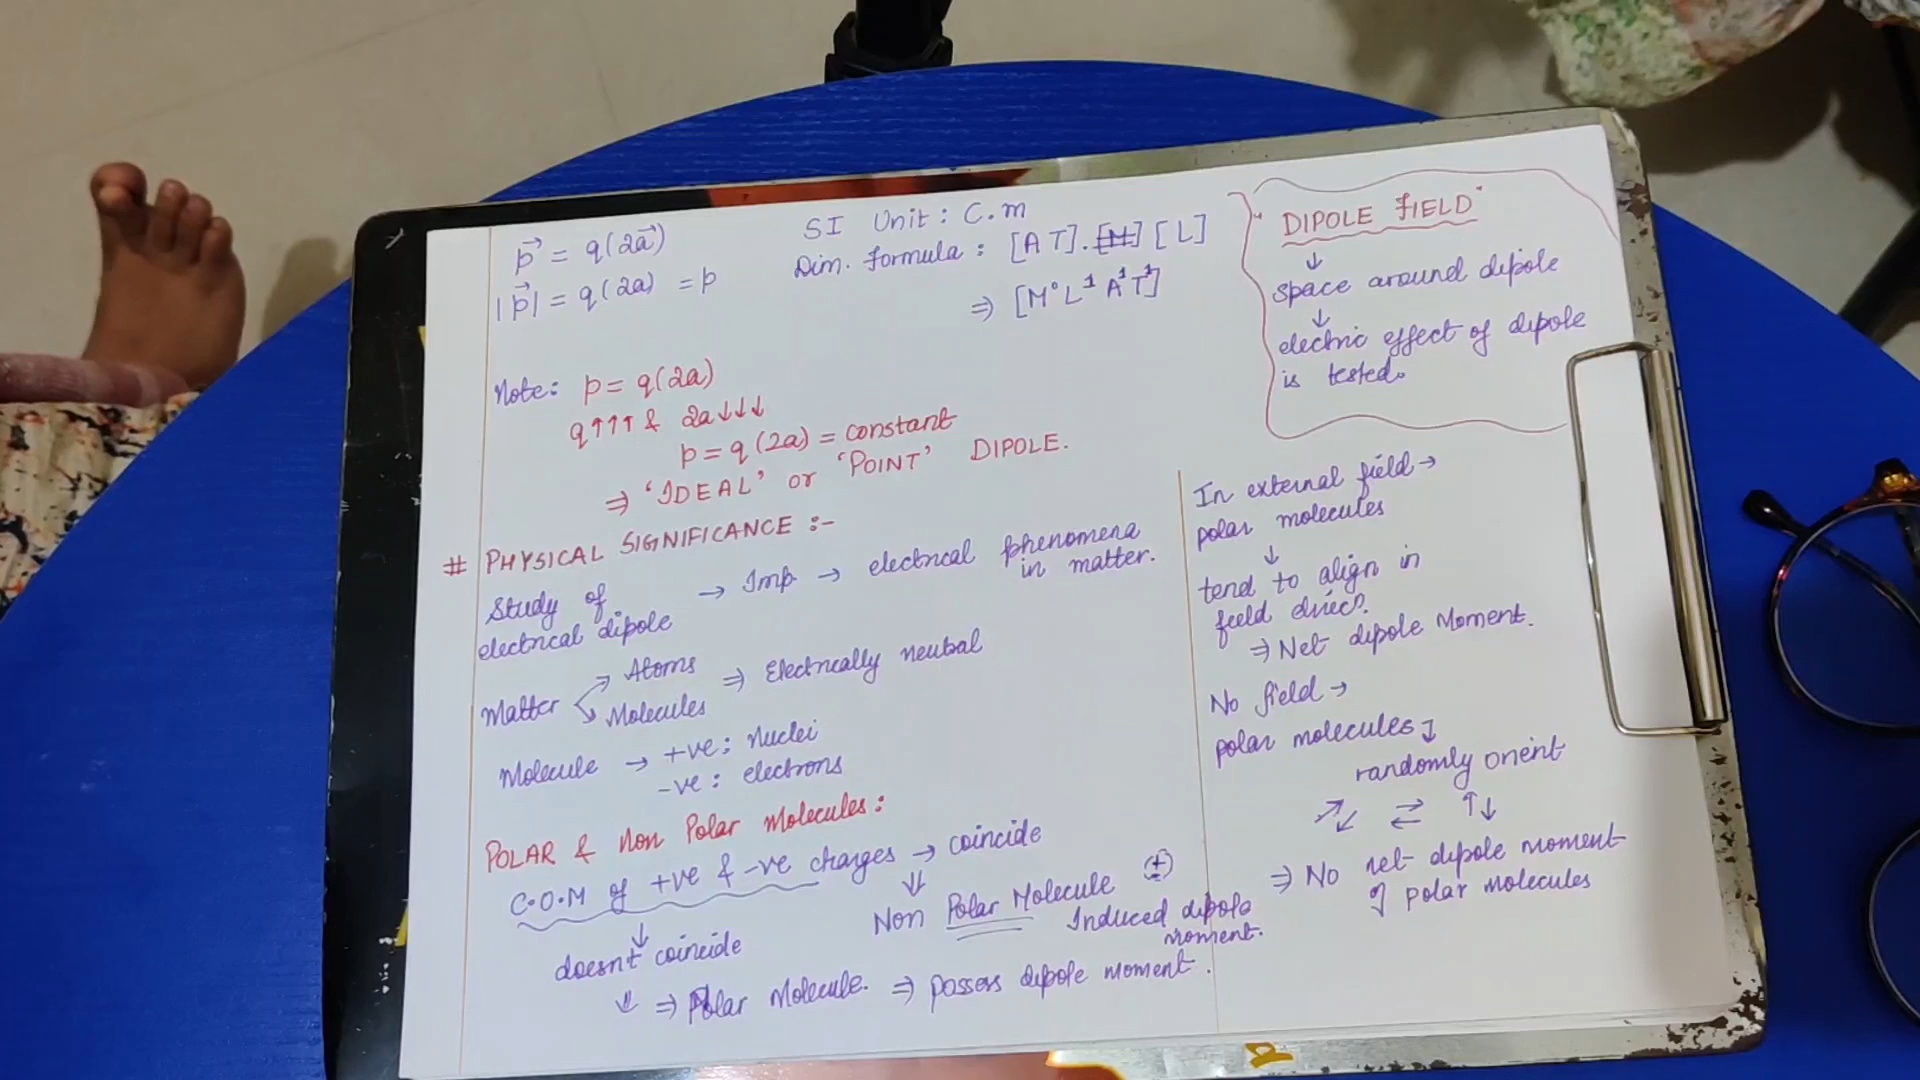 p⃗ = q(2a⃗)
|p⃗| = q(2a) = p
SI Unit: C.m
Dim. formula: [A T]. [M] [L]
⇒ [M⁰L¹A¹T¹]
DIPOLE FIELD
↓
space around dipole
↓
electric effect of dipole
is tested.
Note: p = q(2a)
q↑↑↑ & 2a↓↓↓
p = q(2a) = constant
⇒ 'IDEAL' or 'POINT' DIPOLE.
# PHYSICAL SIGNIFICANCE :-
Study of
electrical dipole → Imp → electrical phenomena
in matter.
Matter → Atoms
↘ Molecules ⇒ Electrically neutral
Molecule → +ve: nuclei
-ve: electrons
POLAR & Non Polar Molecules:
C.O.M of +ve & -ve charges → coincide
⇓
Non Polar Molecule
Induced dipole
moment.
↓
doesnt coincide
⇓ ⇒ Polar Molecule. ⇒ possess dipole moment.
In external field →
polar molecules
↓
tend to align in
field direcⁿ.
⇒ Net dipole Moment.
No field →
polar molecules ↓
randomly orient
↗↙ ⇄ ↑↓
⇒ No net dipole moment
of polar molecules